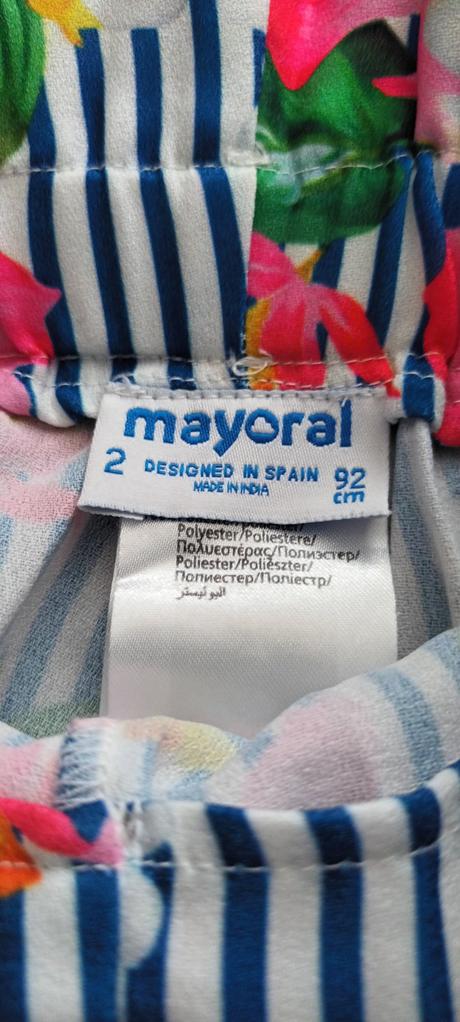 mayoral
2 DESIGNED IN SPAIN 92
MADE IN INDIA cm
Polyester/Poliestere/
Πολυεστέρας/Полиэстер/
Poliester/Poliészter/
Полиестер/Поліестр/
البوليستر